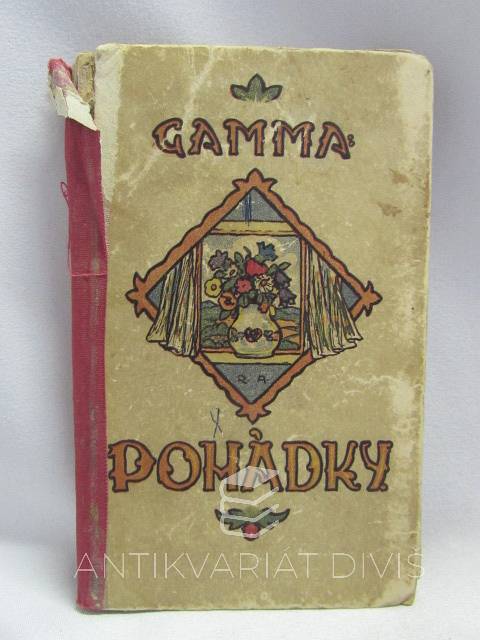 GAMMA:
R. A.
POHÁDKY.
ANTIKVARIÁT DIVIŠ